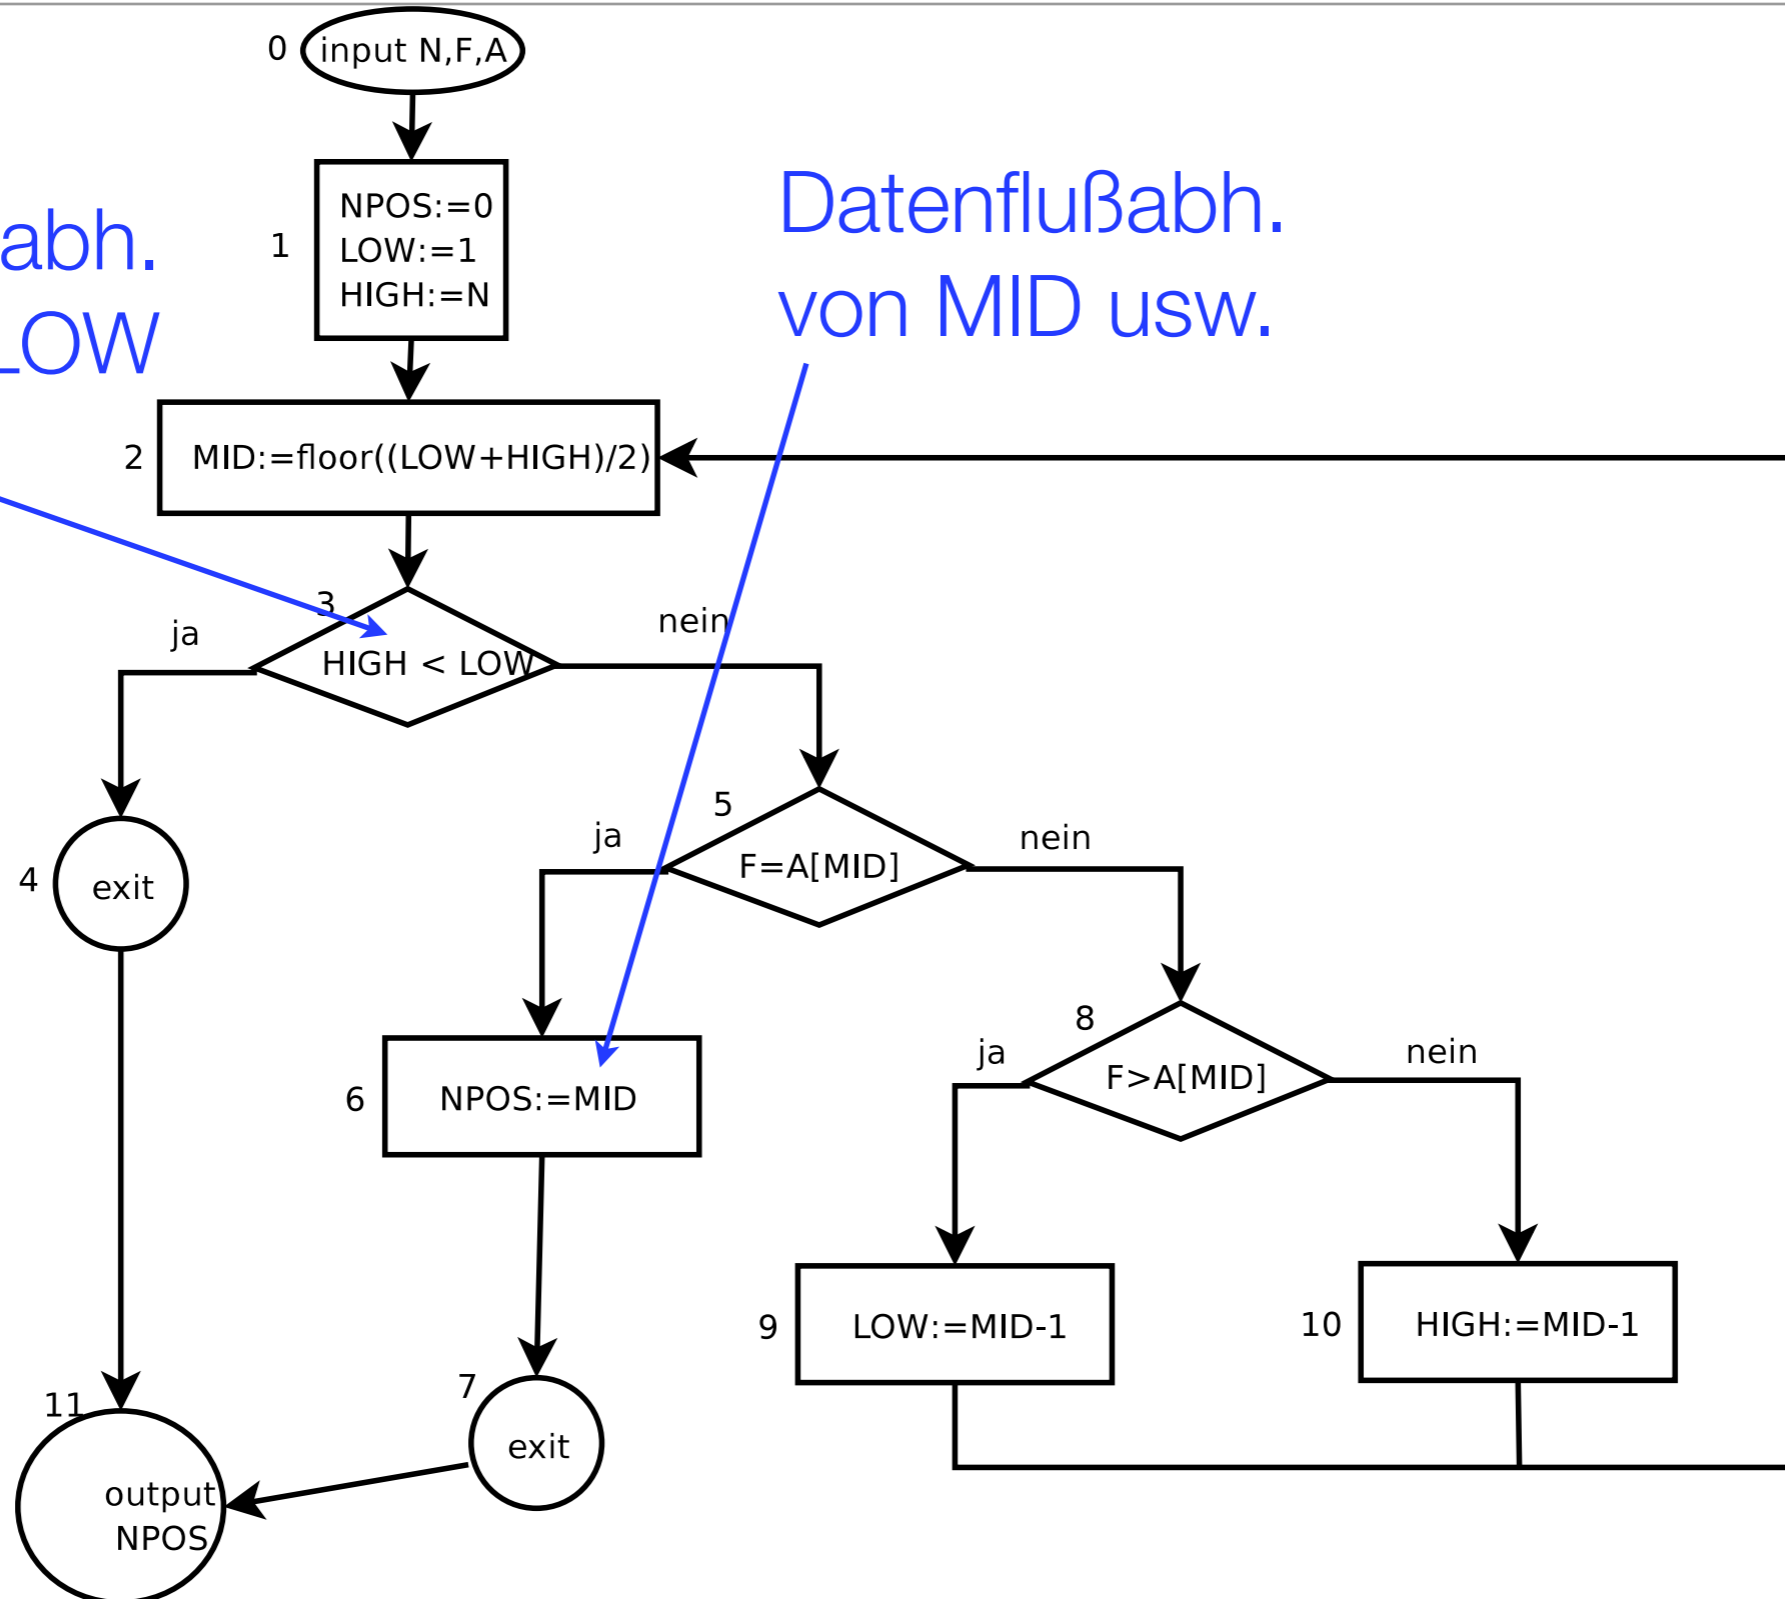 0
input N,F,A
NPOS:=0
LOW:=1
HIGH:=N
1
abh.
LOW
Datenflußabh.
von MID usw.
2
MID:=floor((LOW+HIGH)/2)
3
ja
nein
HIGH < LOW
5
ja
nein
F=A[MID]
4
exit
8
ja
nein
F>A[MID]
6
NPOS:=MID
9
LOW:=MID-1
10
HIGH:=MID-1
7
exit
11
output
NPOS